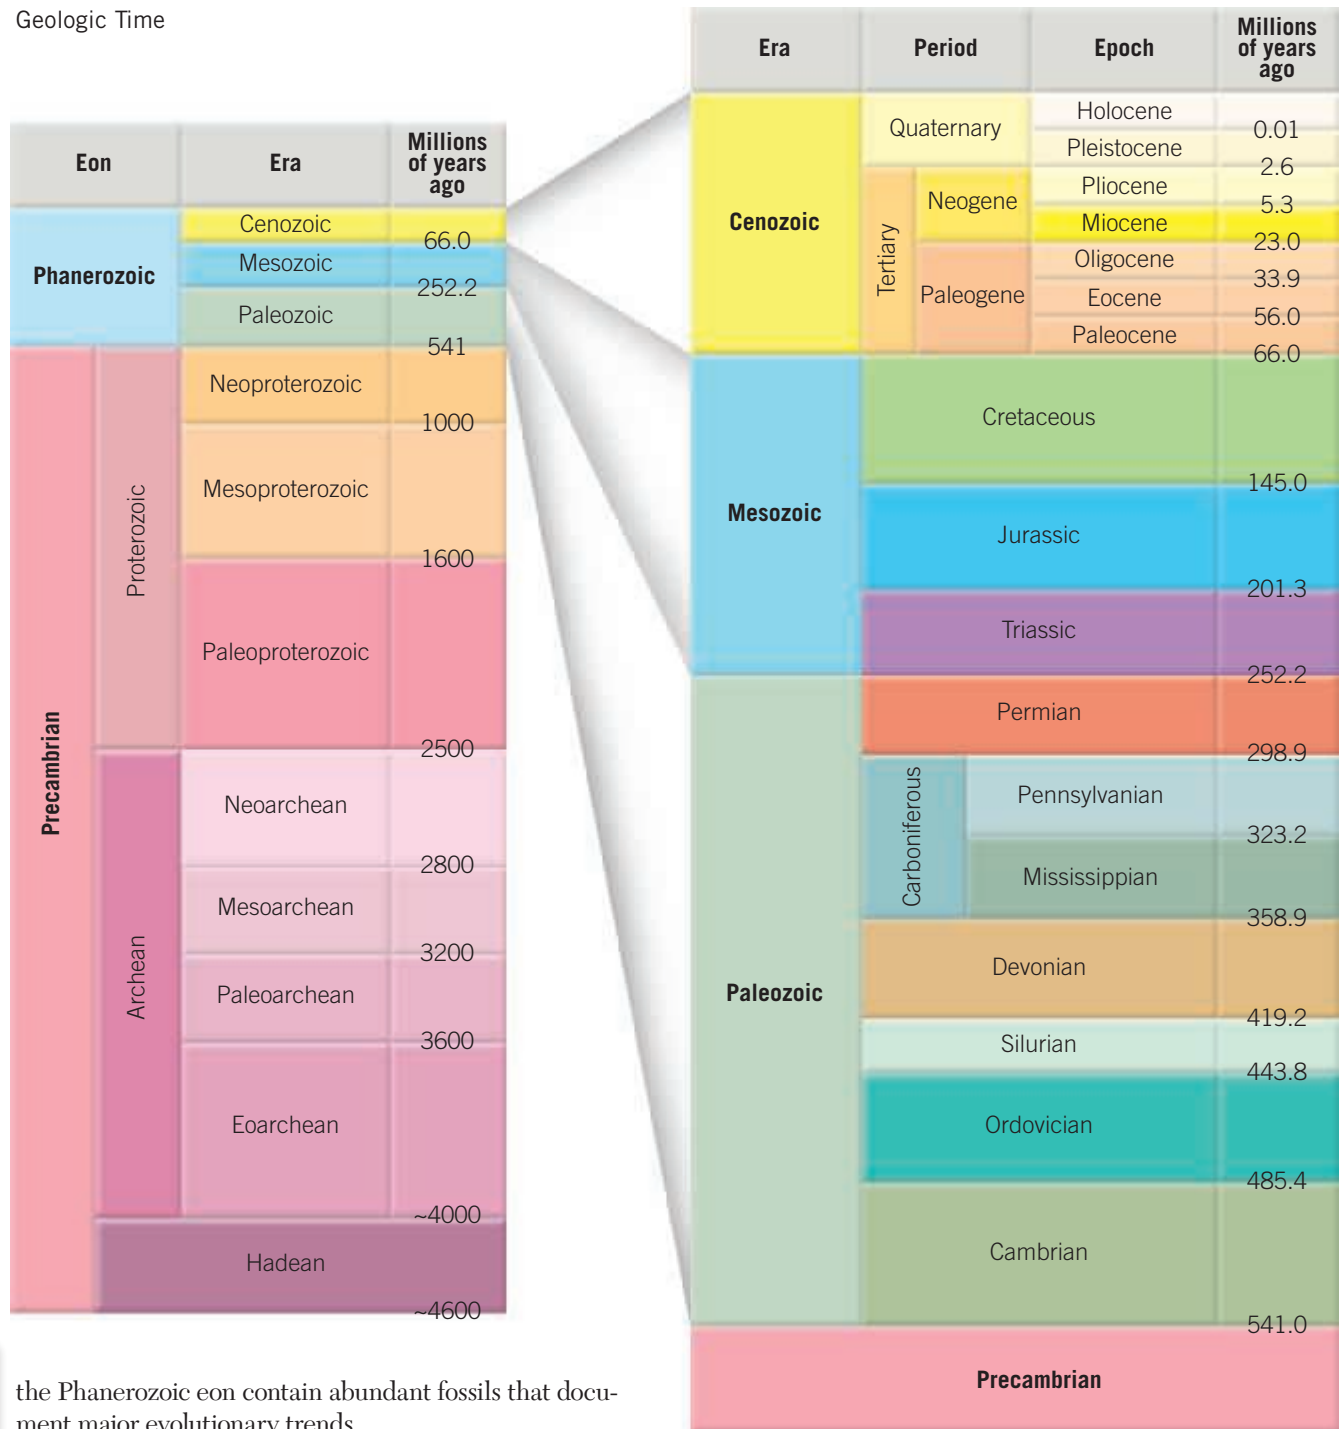 Geologic Time
Eon
Era
Millions
of years
ago
Phanerozoic
Cenozoic
66.0
Mesozoic
252.2
Paleozoic
541
Precambrian
Proterozoic
Neoproterozoic
1000
Mesoproterozoic
1600
Paleoproterozoic
2500
Archean
Neoarchean
2800
Mesoarchean
3200
Paleoarchean
3600
Eoarchean
~4000
Hadean
~4600
Era
Period
Epoch
Millions
of years
ago
Cenozoic
Quaternary
Holocene
0.01
Pleistocene
2.6
Tertiary
Neogene
Pliocene
5.3
Miocene
23.0
Paleogene
Oligocene
33.9
Eocene
56.0
Paleocene
66.0
Mesozoic
Cretaceous
145.0
Jurassic
201.3
Triassic
252.2
Paleozoic
Permian
298.9
Carboniferous
Pennsylvanian
323.2
Mississippian
358.9
Devonian
419.2
Silurian
443.8
Ordovician
485.4
Cambrian
541.0
Precambrian
the Phanerozoic eon contain abundant fossils that docu-
ment major evolutionary trends